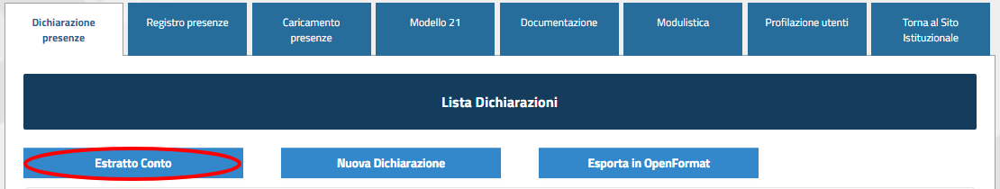 Dichiarazione
presenze
Registro presenze
Caricamento
presenze
Modello 21
Documentazione
Modulistica
Profilazione utenti
Torna al Sito
Istituzionale
Lista Dichiarazioni
Estratto Conto
Nuova Dichiarazione
Esporta in OpenFormat